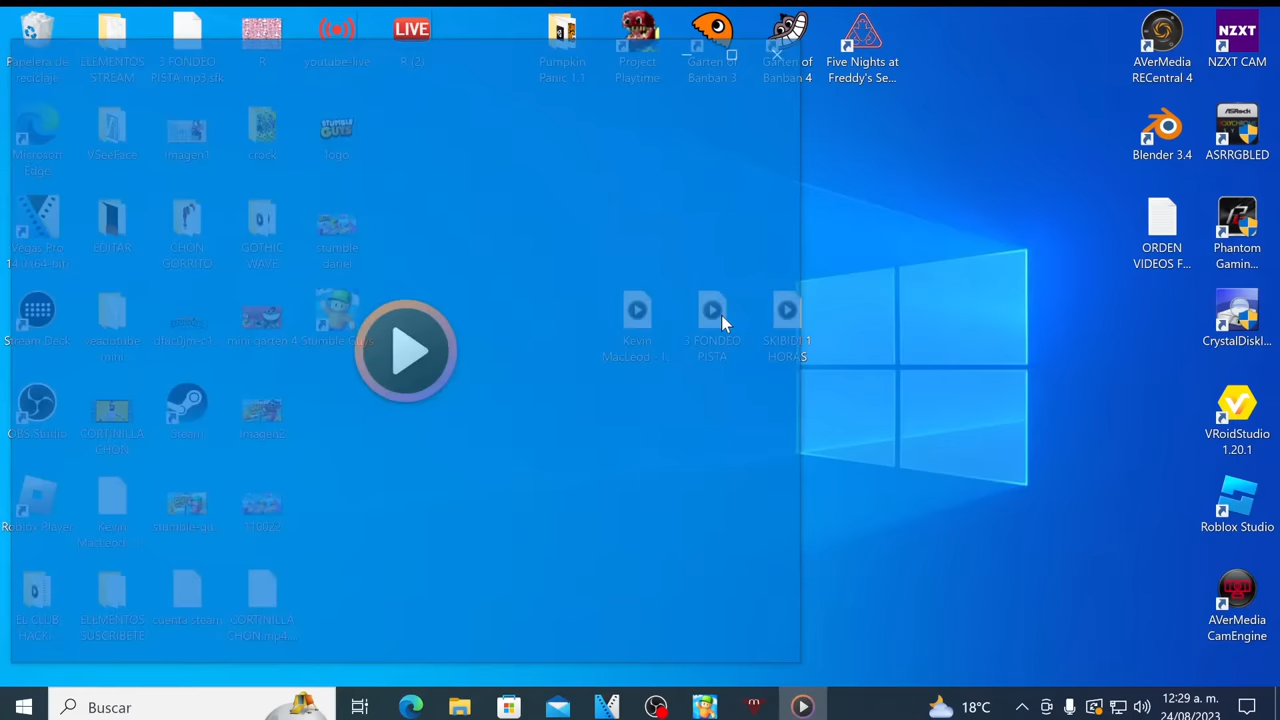 Papelera de
reciclaje
ELEMENTOS
STREAM
3 FONDEO
PiSTA.mp3.sfk
R
youtube-live
LIVE
R (2)
Pumpkin
Panic 1.1
Project
Playtime
Garten of
Banban 3
Garten of
Banban 4
Five Nights at
Freddy's Se...
AVerMedia
RECentral 4
NZXT
NZXT CAM
Microsoft
Edge
VSeeFace
Imagen1
crack
STUMBLE
GUYS
logo
Blender 3.4
ASRock
ASRRGBLED
Vegas Pro
14.0 (64-bit)
EDITAR
CHON
GORRITO
GOTHIC
WAVE
stumble
daniel
ORDEN
VIDEOS F...
Phantom
Gamin...
Stream Deck
verdugo
mini
mini garten 4
Stumble Guys
Kevin
MacLeod - I...
3 FONDEO
PiSTA
SKIBIDI 1
HORAS
CrystalDiskI...
OBS Studio
CORTINILLA
CHON
Steam
Imagen2
VRoidStudio
1.20.1
Roblox Player
Kevin
MacLeod - ...
stumble-gu...
Roblox Studio
EL CLUB
HACK...
ELEMENTOS
SUSCRIBETE
cuenta steam
CORTINILLA
CHON.mp4....
AVerMedia
CamEngine
Buscar
18°C
12:29 a. m.